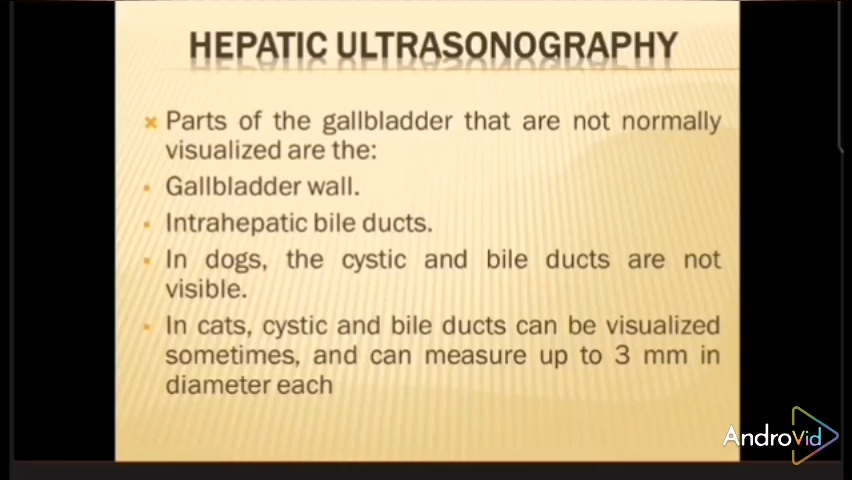 HEPATIC ULTRASONOGRAPHY
Parts of the gallbladder that are not normally
visualized are the:
Gallbladder wall.
Intrahepatic bile ducts.
In dogs, the cystic and bile ducts are not
visible.
In cats, cystic and bile ducts can be visualized
sometimes, and can measure up to 3 mm in
diameter each
AndroVid